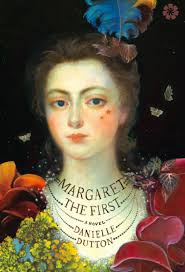 MARGARET
THE FIRST
A NOVEL
DANIELLE
DUTTON